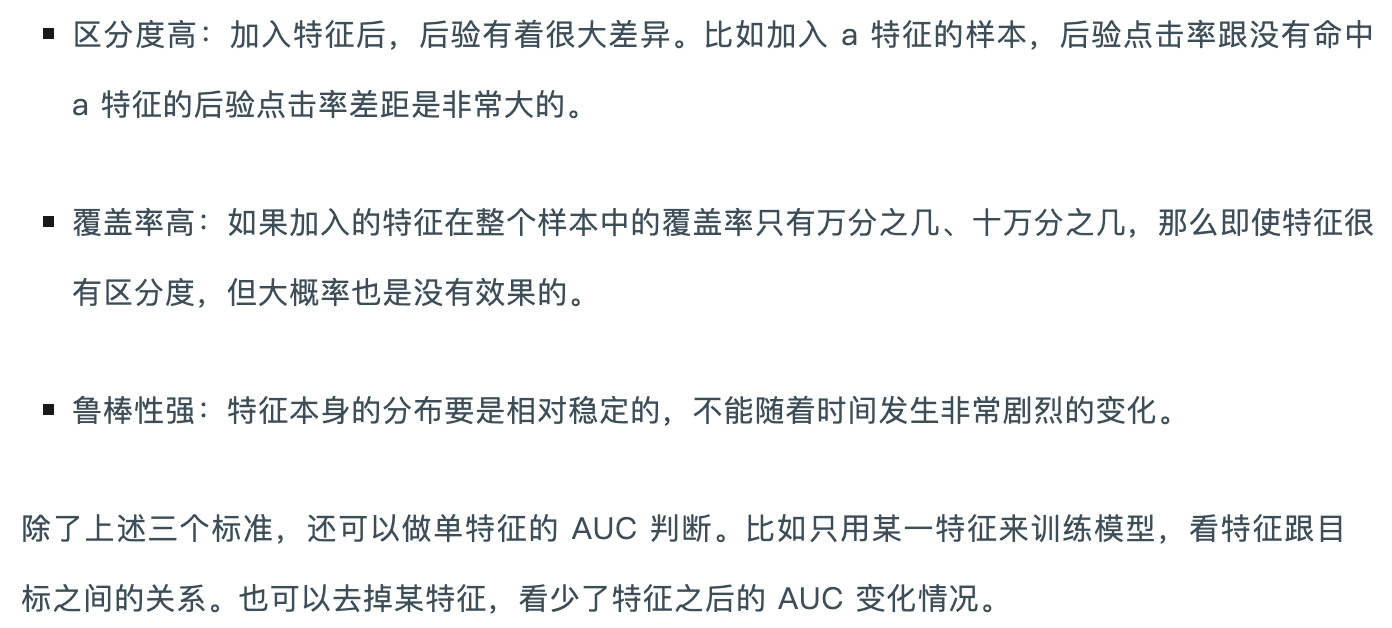 ▪ 区分度高：加入特征后，后验有着很大差异。比如加入 a 特征的样本，后验点击率跟没有命中
a 特征的后验点击率差距是非常大的。
▪ 覆盖率高：如果加入的特征在整个样本中的覆盖率只有万分之几、十万分之几，那么即使特征很
有区分度，但大概率也是没有效果的。
▪ 鲁棒性强：特征本身的分布要是相对稳定的，不能随着时间发生非常剧烈的变化。
除了上述三个标准，还可以做单特征的 AUC 判断。比如只用某一特征来训练模型，看特征跟目
标之间的关系。也可以去掉某特征，看少了特征之后的 AUC 变化情况。